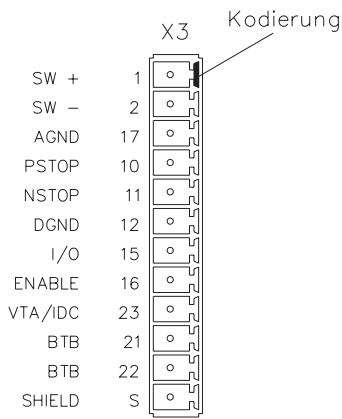 Kodierung
X3
SW + 1
SW - 2
AGND 17
PSTOP 10
NSTOP 11
DGND 12
I/O 15
ENABLE 16
VTA/IDC 23
BTB 21
BTB 22
SHIELD S